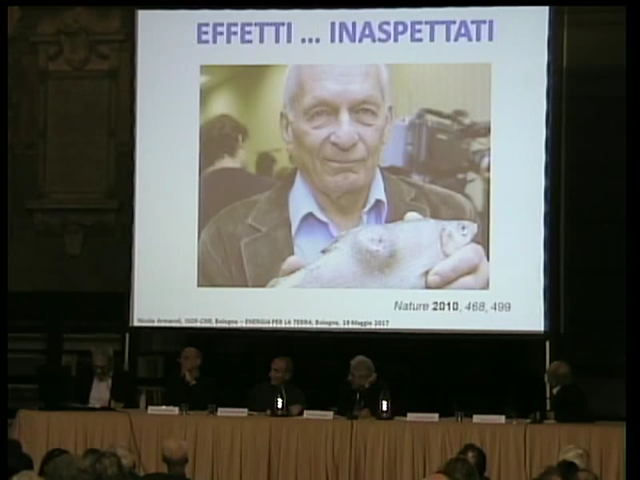 EFFETTI ... INASPETTATI
Nature 2010, 468, 499
Nicola Armaroli, ISOF-CNR, Bologna – ENERGIA PER LA TERRA, Bologna, 19 Maggio 2017